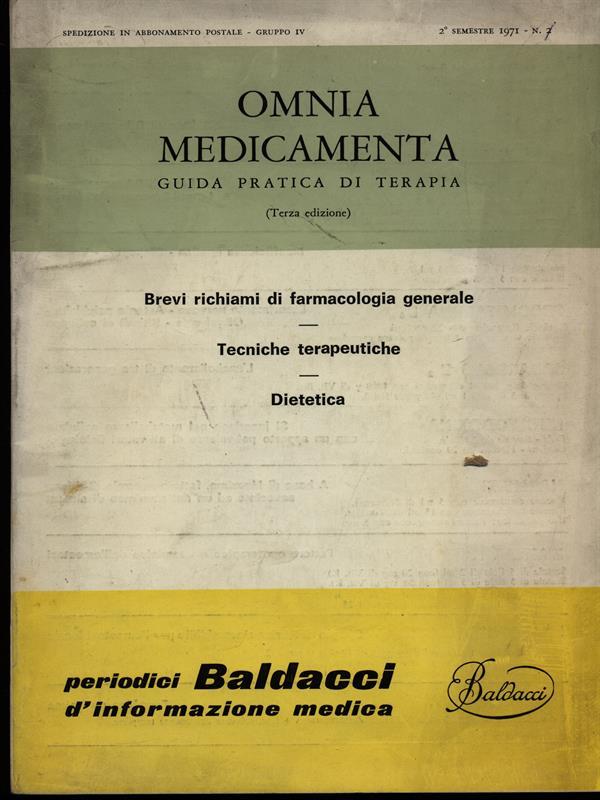 SPEDIZIONE IN ABBONAMENTO POSTALE - GRUPPO IV 2° SEMESTRE 1971 - N. 2
OMNIA
MEDICAMENTA
GUIDA PRATICA DI TERAPIA
(Terza edizione)
Brevi richiami di farmacologia generale
Tecniche terapeutiche
Dietetica
periodici Baldacci
d'informazione medica
Baldacci